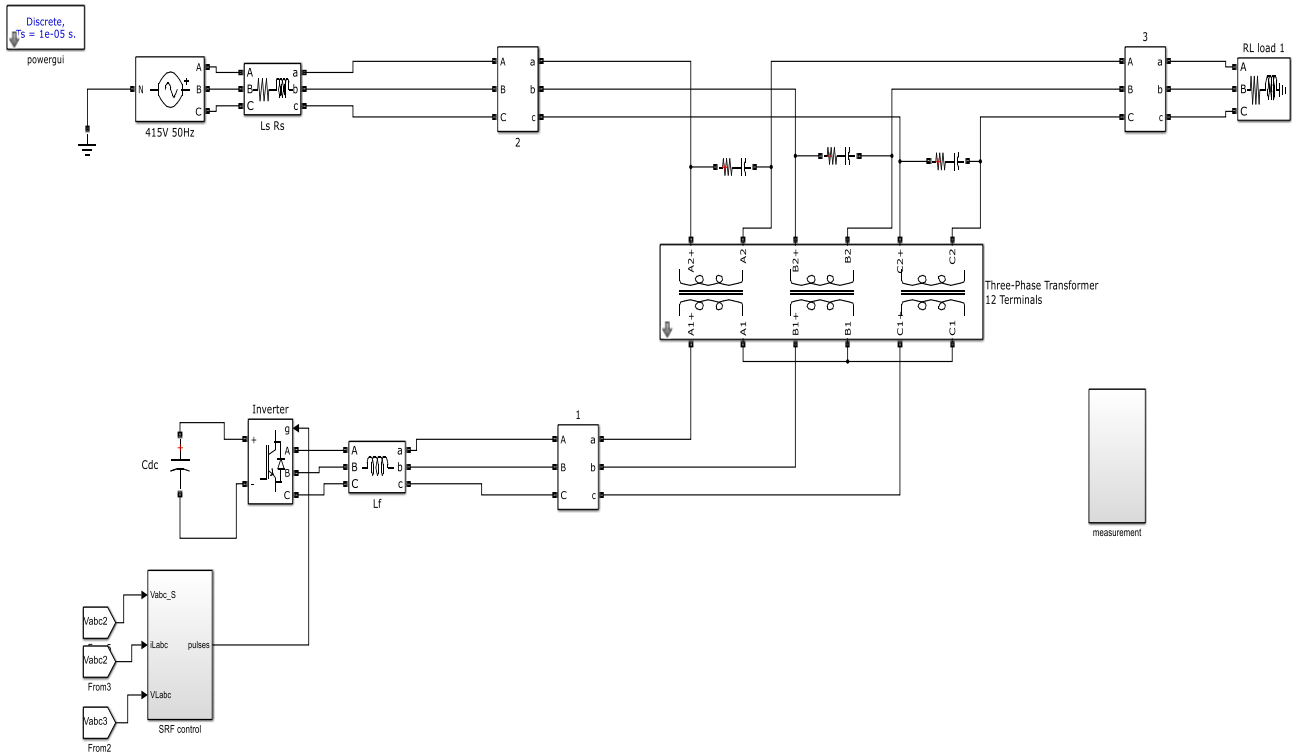 Discrete,
Ts = 1e-05 s.
powergui
N
A
B
C
415V 50Hz
A
B
C
a
b
c
Ls Rs
A
B
C
a
b
c
2
3
A
B
C
a
b
c
RL load 1
A
B
C
A2+
A2
B2+
B2
C2+
C2
A1+
A1
B1+
B1
C1+
C1
Three-Phase Transformer
12 Terminals
Inverter
+
-
g
A
B
C
Cdc
A
B
C
a
b
c
Lf
1
A
B
C
a
b
c
measurement
Vabc2
Vabc2
From3
Vabc3
From2
Vabc_S
iLabc
VLabc
pulses
SRF control